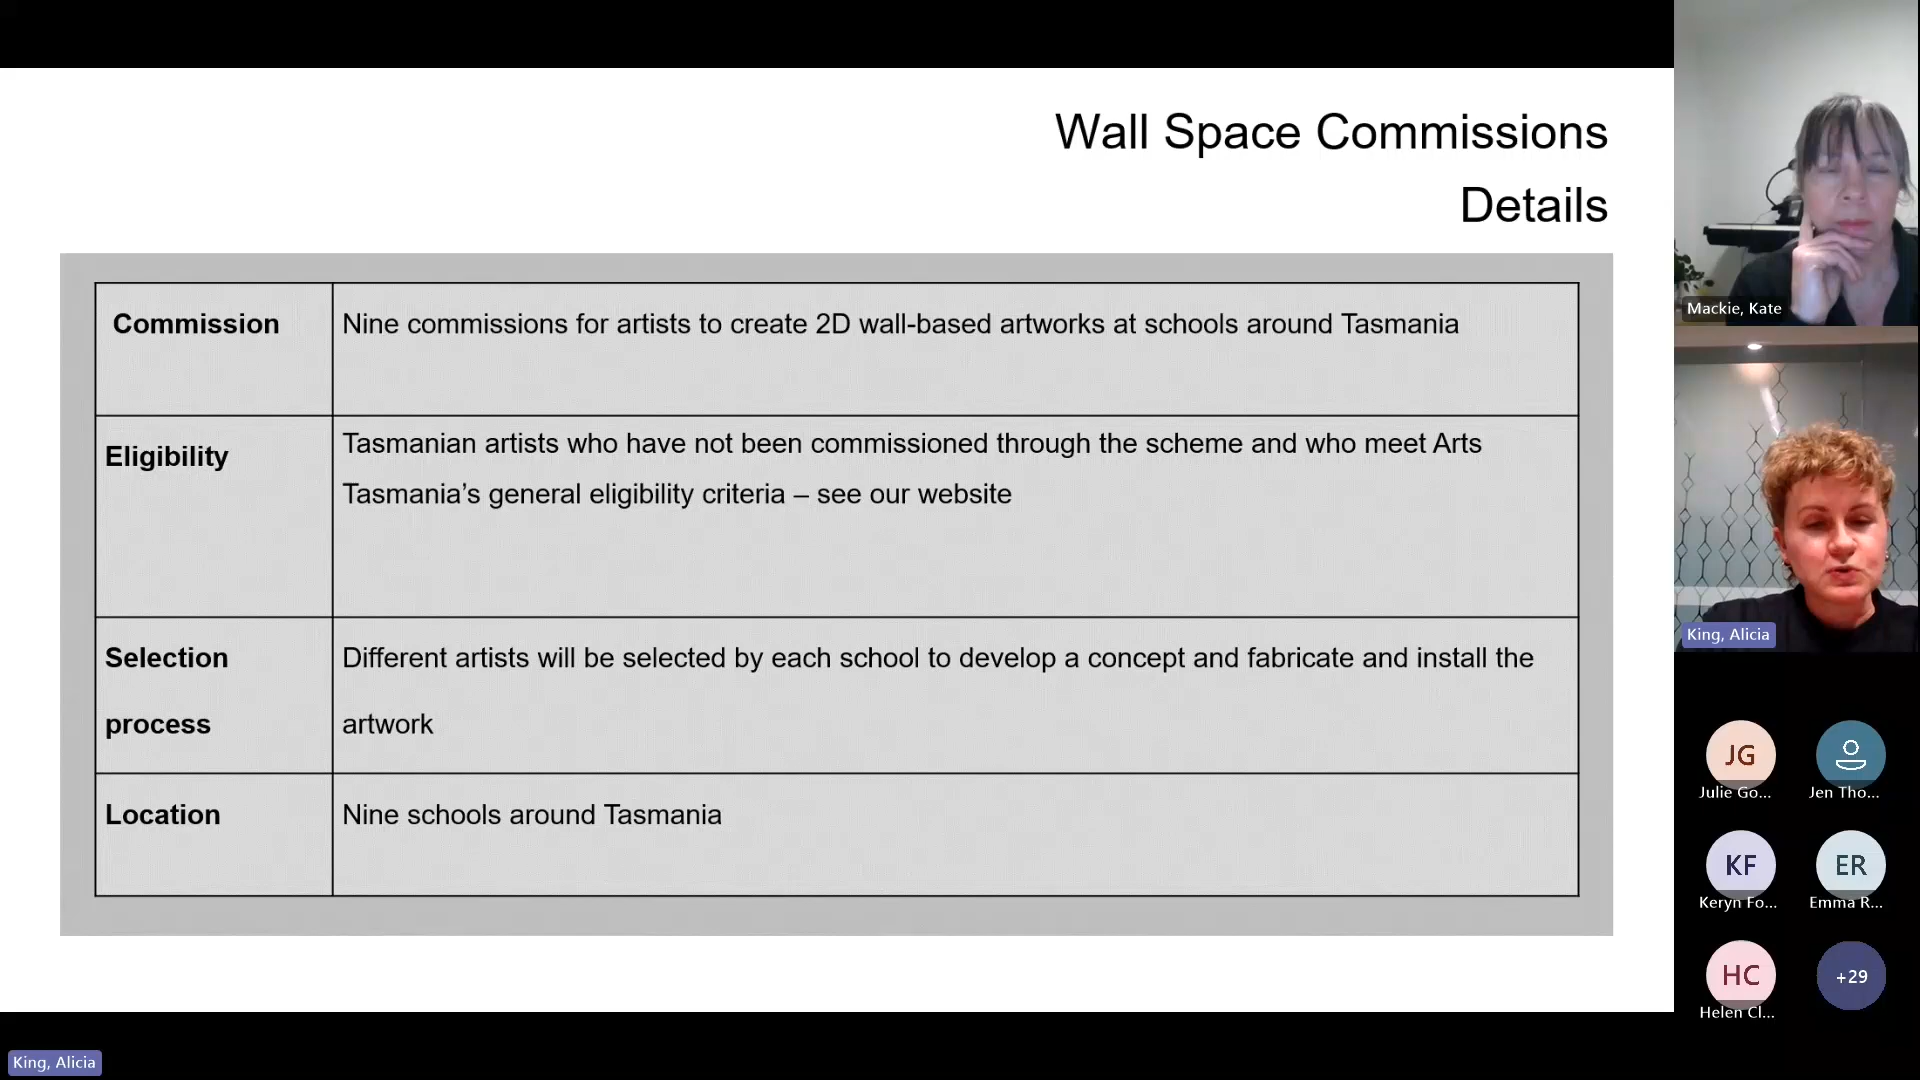 Wall Space Commissions
Details
Commission
Nine commissions for artists to create 2D wall-based artworks at schools around Tasmania
Eligibility
Tasmanian artists who have not been commissioned through the scheme and who meet Arts
Tasmania’s general eligibility criteria – see our website
Selection
process
Different artists will be selected by each school to develop a concept and fabricate and install the
artwork
Location
Nine schools around Tasmania
Mackie, Kate
King, Alicia
JG
Julie Go...
Jen Tho...
KF
Keryn Fo...
ER
Emma R...
HC
Helen Cl...
+29
King, Alicia